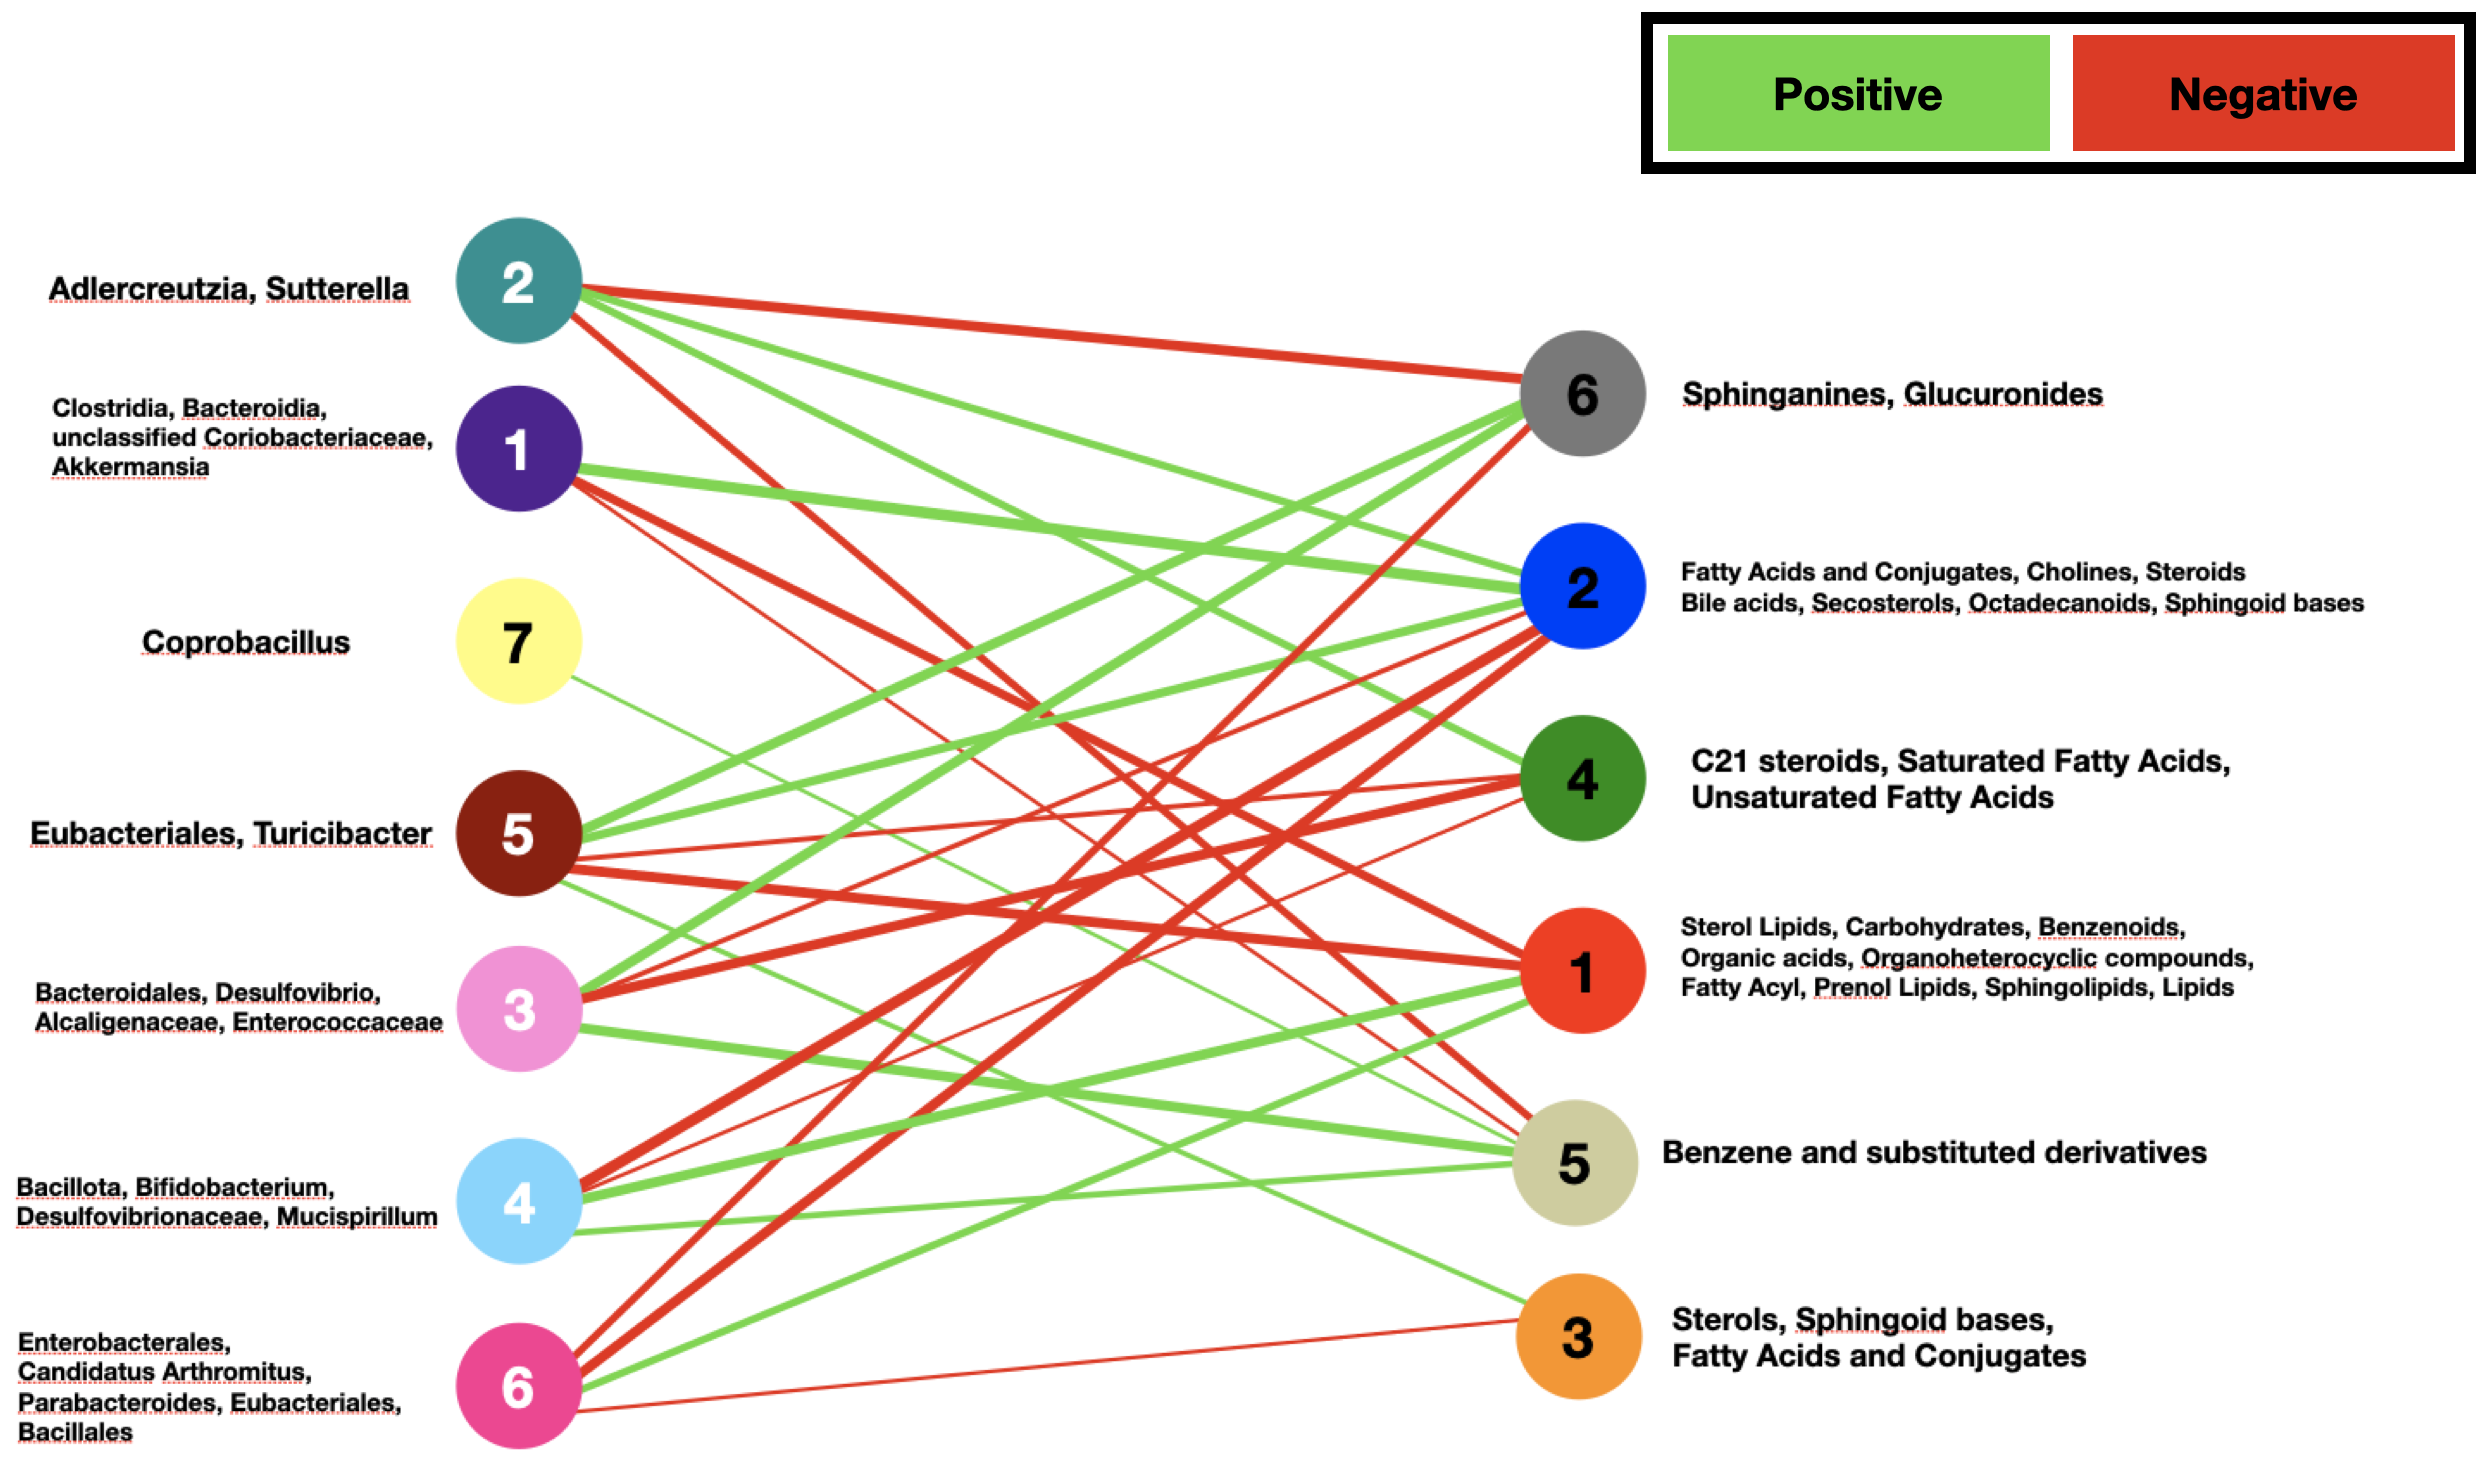 Positive
Negative
2
Adlercreutzia, Sutterella
1
Clostridia, Bacteroidia,
unclassified Coriobacteriaceae,
Akkermansia
7
Coprobacillus
5
Eubacteriales, Turicibacter
3
Bacteroidales, Desulfovibrio,
Alcaligenaceae, Enterococcaceae
4
Bacillota, Bifidobacterium,
Desulfovibrionaceae, Mucispirillum
6
Enterobacterales,
Candidatus Arthromitus,
Parabacteroides, Eubacteriales,
Bacillales
6
Sphinganines, Glucuronides
2
Fatty Acids and Conjugates, Cholines, Steroids
Bile acids, Secosterols, Octadecanoids, Sphingoid bases
4
C21 steroids, Saturated Fatty Acids,
Unsaturated Fatty Acids
1
Sterol Lipids, Carbohydrates, Benzenoids,
Organic acids, Organoheterocyclic compounds,
Fatty Acyl, Prenol Lipids, Sphingolipids, Lipids
5
Benzene and substituted derivatives
3
Sterols, Sphingoid bases,
Fatty Acids and Conjugates